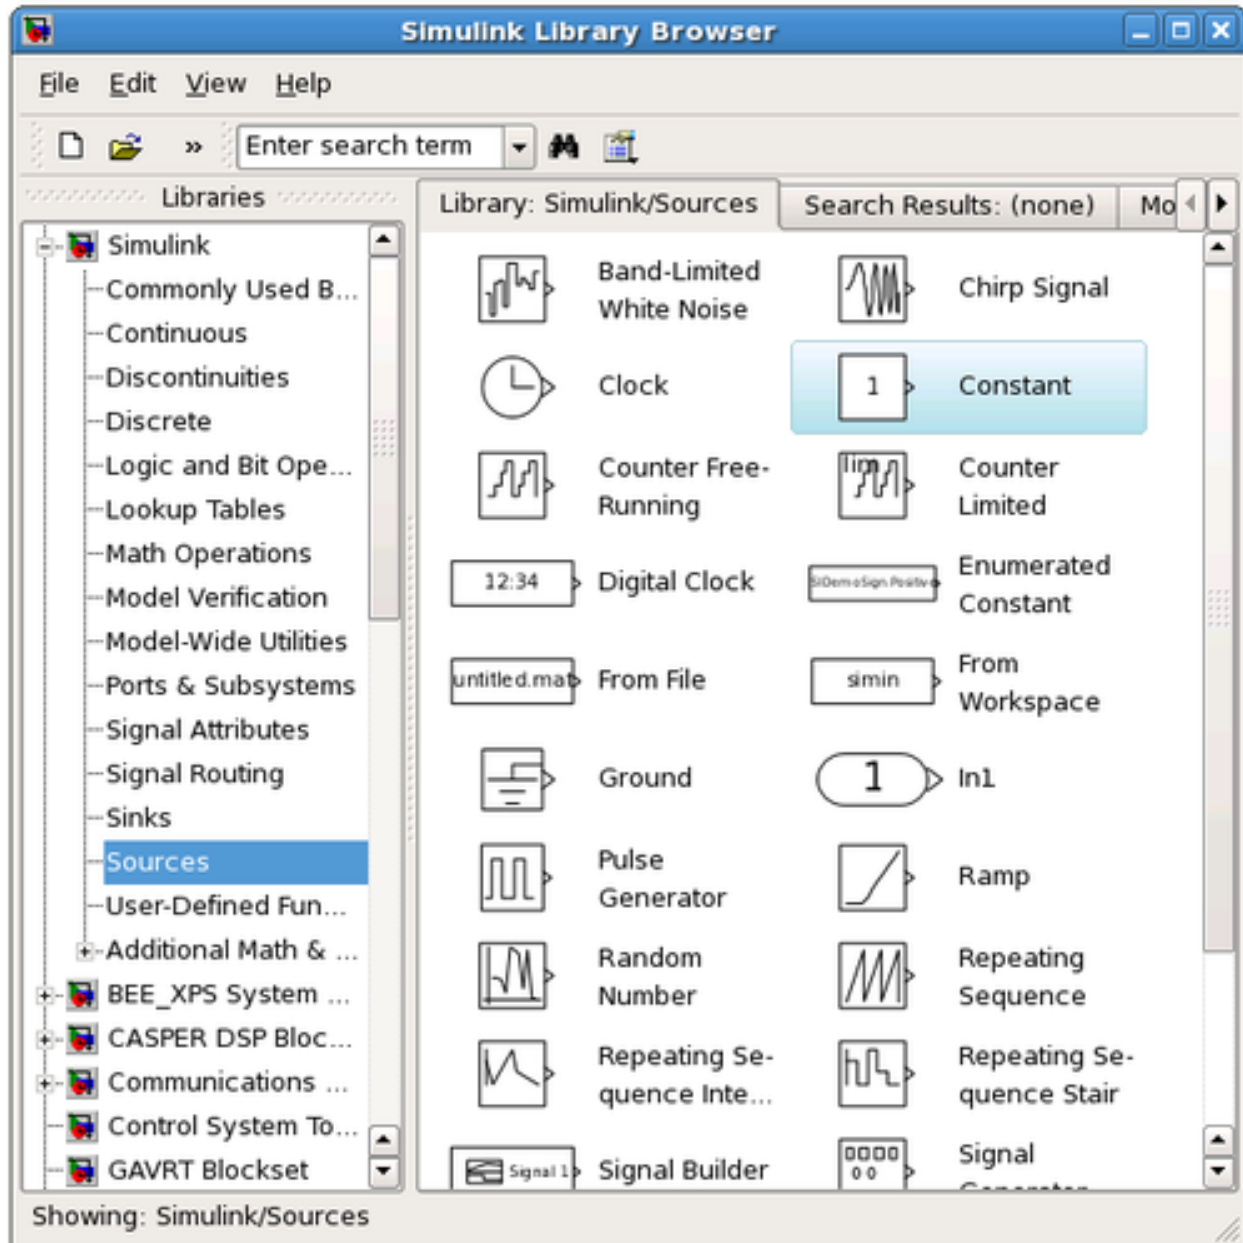 Simulink Library Browser
File Edit View Help
Enter search term
Libraries
Simulink
Commonly Used B...
Continuous
Discontinuities
Discrete
Logic and Bit Ope...
Lookup Tables
Math Operations
Model Verification
Model-Wide Utilities
Ports & Subsystems
Signal Attributes
Signal Routing
Sinks
Sources
User-Defined Fun...
Additional Math & ...
BEE_XPS System ...
CASPER DSP Bloc...
Communications ...
Control System To...
GAVRT Blockset
Library: Simulink/Sources
Search Results: (none)
Mo
Band-Limited
White Noise
Chirp Signal
Clock
1
Constant
Counter Free-
Running
lim
Counter
Limited
12:34
Digital Clock
SlDemoSign.Positive
Enumerated
Constant
untitled.mat
From File
simin
From
Workspace
Ground
1
In1
Pulse
Generator
Ramp
Random
Number
Repeating
Sequence
Repeating Se-
quence Inte...
Repeating Se-
quence Stair
Signal 1
Signal Builder
Signal
Generator
Showing: Simulink/Sources